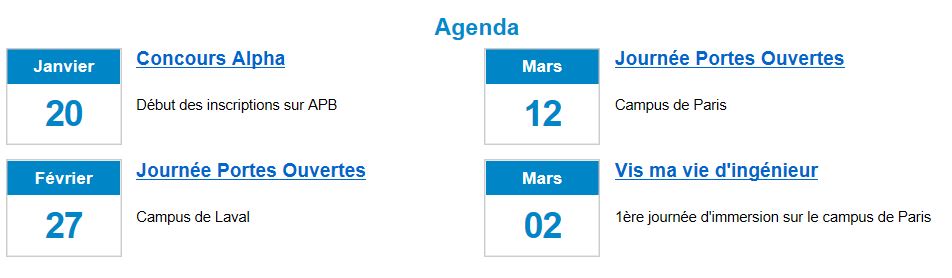 Agenda
Janvier
20
Concours Alpha
Début des inscriptions sur APB
Mars
12
Journée Portes Ouvertes
Campus de Paris
Février
27
Journée Portes Ouvertes
Campus de Laval
Mars
02
Vis ma vie d'ingénieur
1ère journée d'immersion sur le campus de Paris